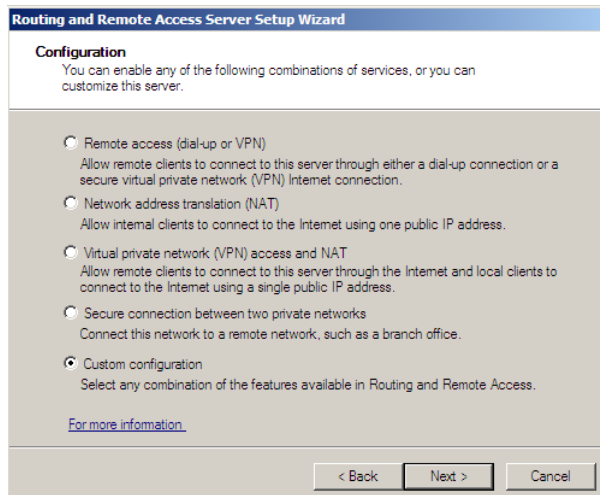 Routing and Remote Access Server Setup Wizard
Configuration
You can enable any of the following combinations of services, or you can
customize this server.
Remote access (dial-up or VPN)
Allow remote clients to connect to this server through either a dial-up connection or a
secure virtual private network (VPN) Internet connection.
Network address translation (NAT)
Allow internal clients to connect to the Internet using one public IP address.
Virtual private network (VPN) access and NAT
Allow remote clients to connect to this server through the Internet and local clients to
connect to the Internet using a single public IP address.
Secure connection between two private networks
Connect this network to a remote network, such as a branch office.
Custom configuration
Select any combination of the features available in Routing and Remote Access.
For more information
< Back Next > Cancel